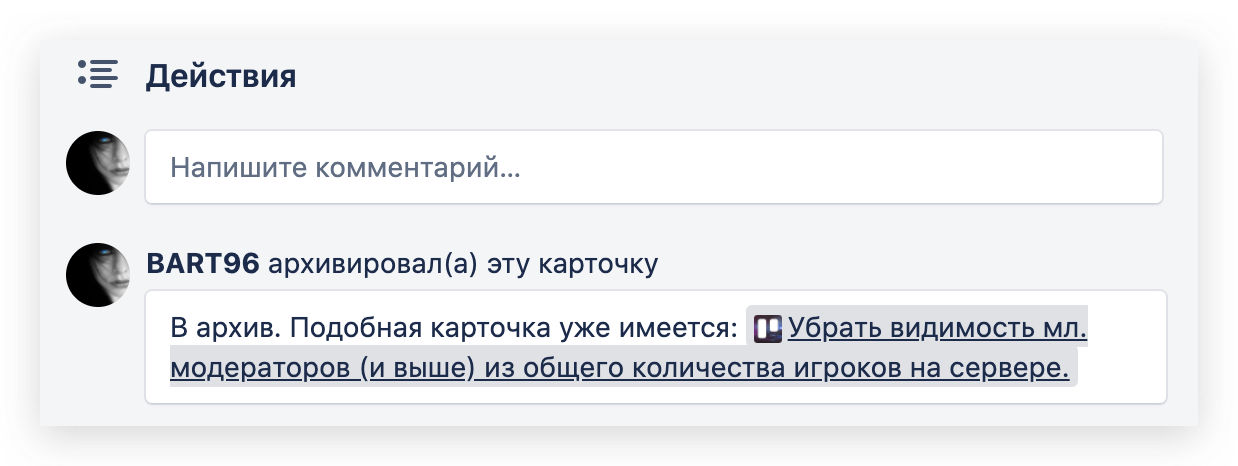 Действия
Напишите комментарий...
BART96 архивировал(а) эту карточку
В архив. Подобная карточка уже имеется: Убрать видимость мл.
модераторов (и выше) из общего количества игроков на сервере.